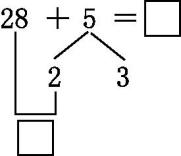 28 + 5 = □
2 3
□